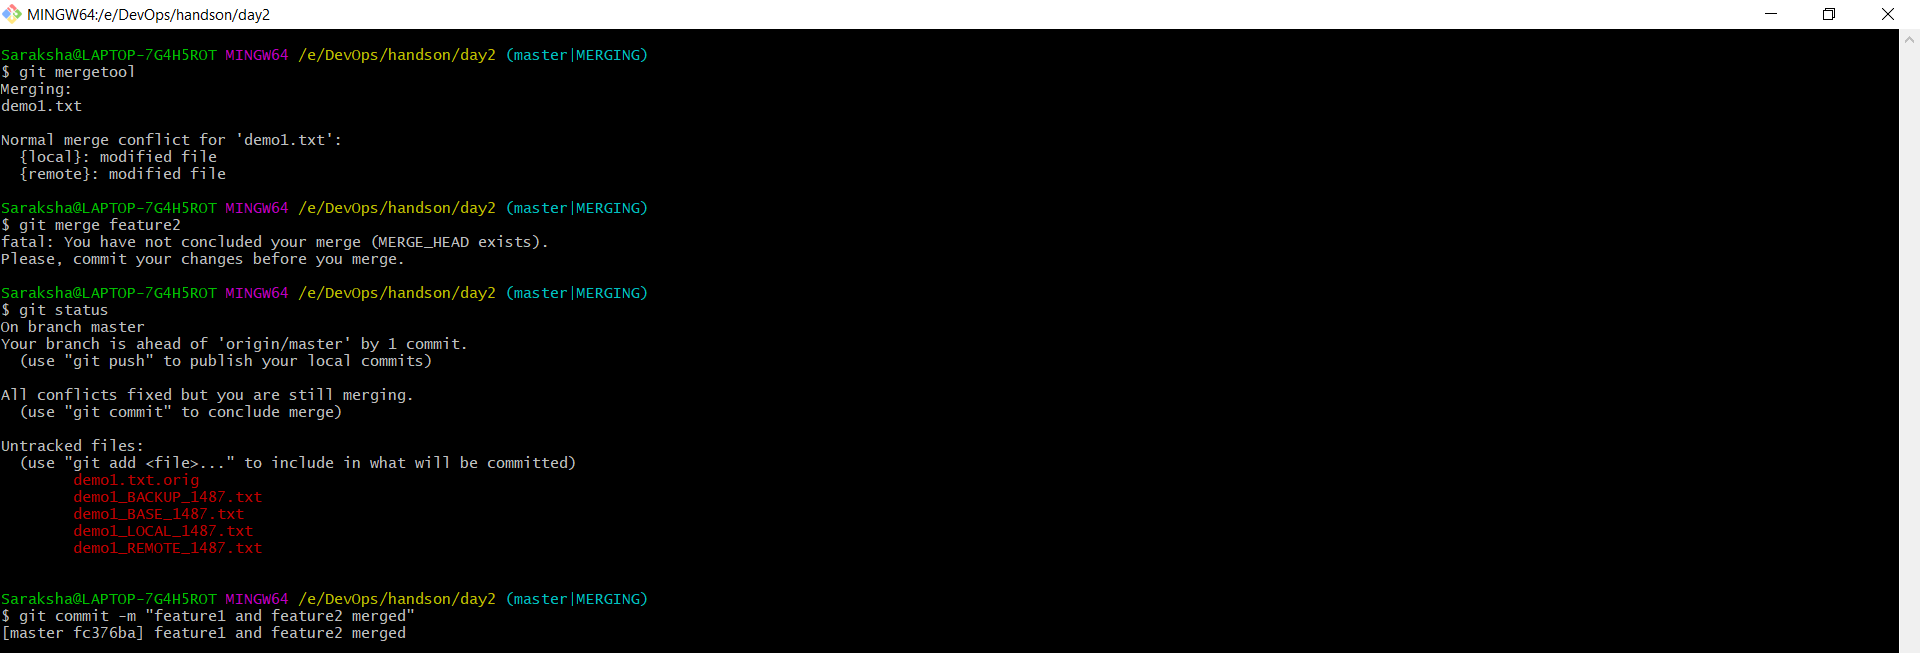 MINGW64:/e/DevOps/handson/day2
Saraksha@LAPTOP-7G4H5ROT MINGW64 /e/DevOps/handson/day2 (master|MERGING)
$ git mergetool
Merging:
demo1.txt
Normal merge conflict for 'demo1.txt':
  {local}: modified file
  {remote}: modified file
Saraksha@LAPTOP-7G4H5ROT MINGW64 /e/DevOps/handson/day2 (master|MERGING)
$ git merge feature2
fatal: You have not concluded your merge (MERGE_HEAD exists).
Please, commit your changes before you merge.
Saraksha@LAPTOP-7G4H5ROT MINGW64 /e/DevOps/handson/day2 (master|MERGING)
$ git status
On branch master
Your branch is ahead of 'origin/master' by 1 commit.
  (use "git push" to publish your local commits)
All conflicts fixed but you are still merging.
  (use "git commit" to conclude merge)
Untracked files:
  (use "git add <file>..." to include in what will be committed)
        demo1.txt.orig
        demo1_BACKUP_1487.txt
        demo1_BASE_1487.txt
        demo1_LOCAL_1487.txt
        demo1_REMOTE_1487.txt
Saraksha@LAPTOP-7G4H5ROT MINGW64 /e/DevOps/handson/day2 (master|MERGING)
$ git commit -m "feature1 and feature2 merged"
[master fc376ba] feature1 and feature2 merged